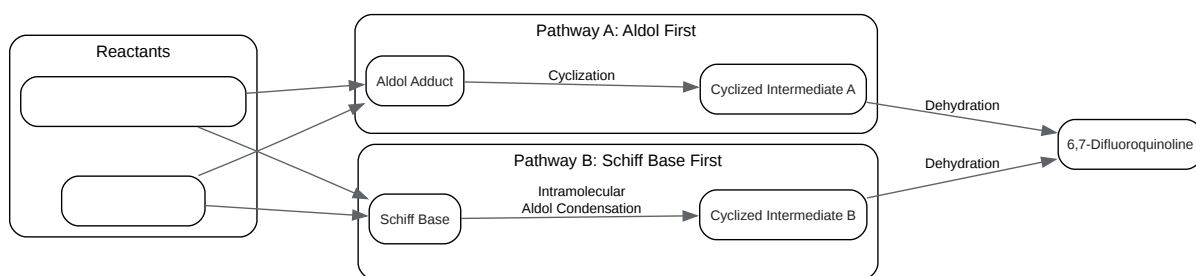 Reactants
Pathway A: Aldol First
Aldol Adduct
Cyclization
Cyclized Intermediate A
Dehydration
Pathway B: Schiff Base First
Schiff Base
Intramolecular
Aldol Condensation
Cyclized Intermediate B
Dehydration
6,7-Difluoroquinoline